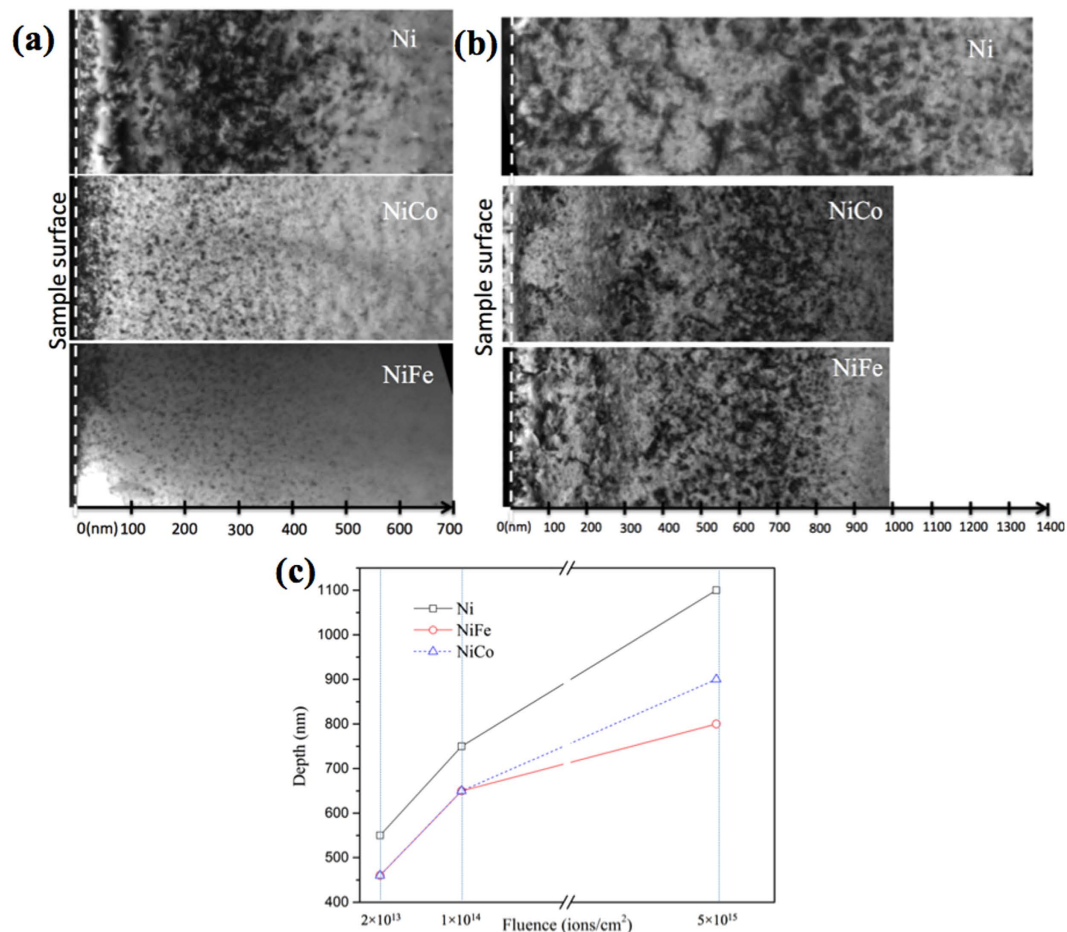 (a)
Ni
NiCo
NiFe
Sample surface
0(nm) 100 200 300 400 500 600 700
(b)
Ni
NiCo
NiFe
Sample surface
0(nm) 100 200 300 400 500 600 700 800 900 1000 1100 1200 1300 1400
(c)
Ni
NiFe
NiCo
Depth (nm)
1100
1000
900
800
700
600
500
400
2×10¹³ 1×10¹⁴ 5×10¹⁵
Fluence (ions/cm²)